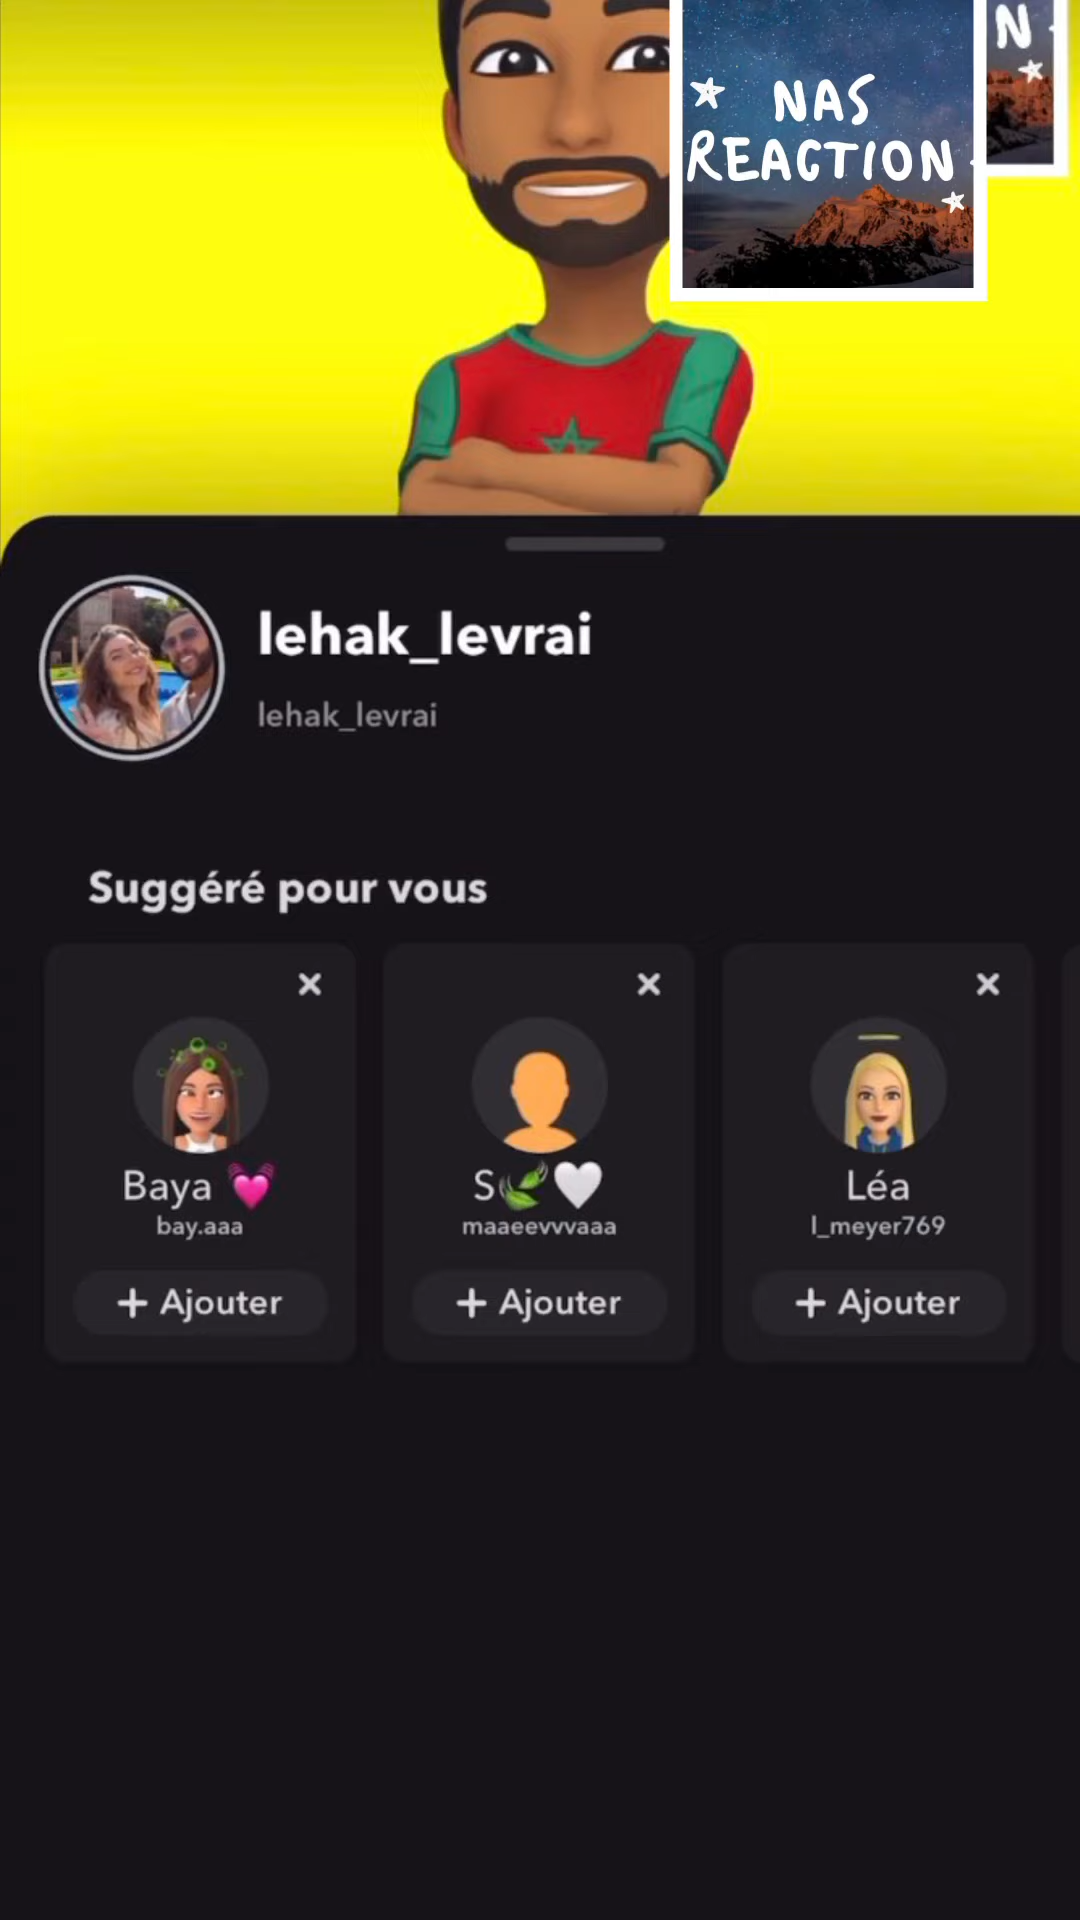 N
NAS
REACTION
lehak_levrai
lehak_levrai
Suggéré pour vous
Baya 💓
bay.aaa
+ Ajouter
S🌿🤍
maaeevvvaaa
+ Ajouter
Léa
l_meyer769
+ Ajouter